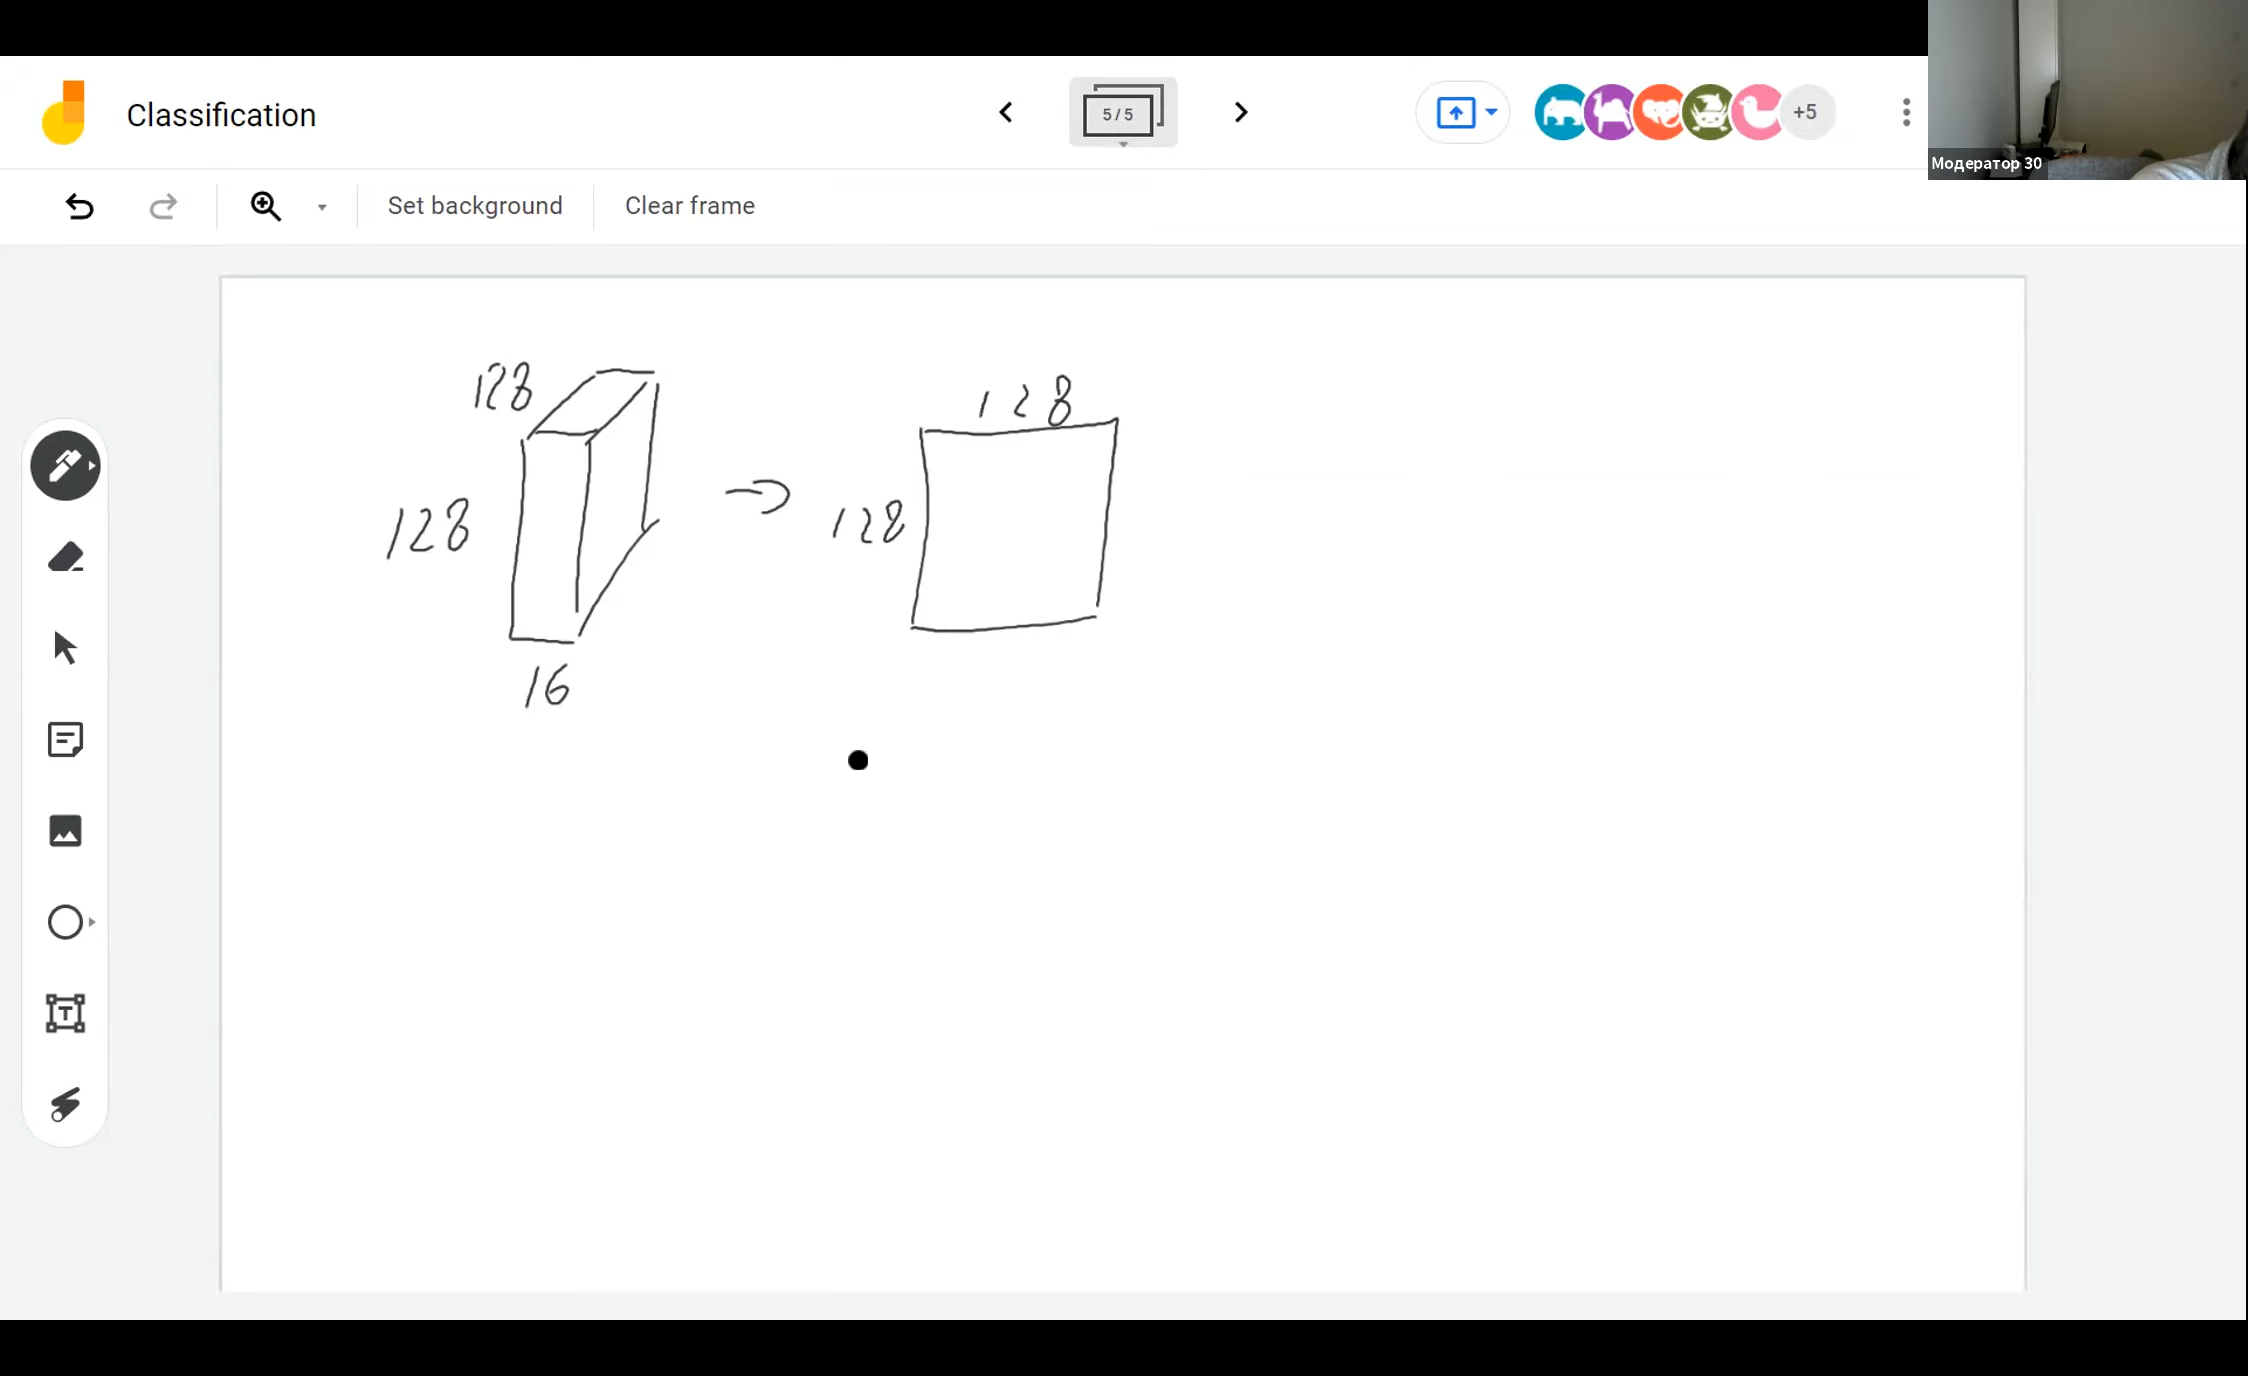 Classification
5 / 5
+5
Модератор 30
Set background
Clear frame
128
128
128
128
16
T